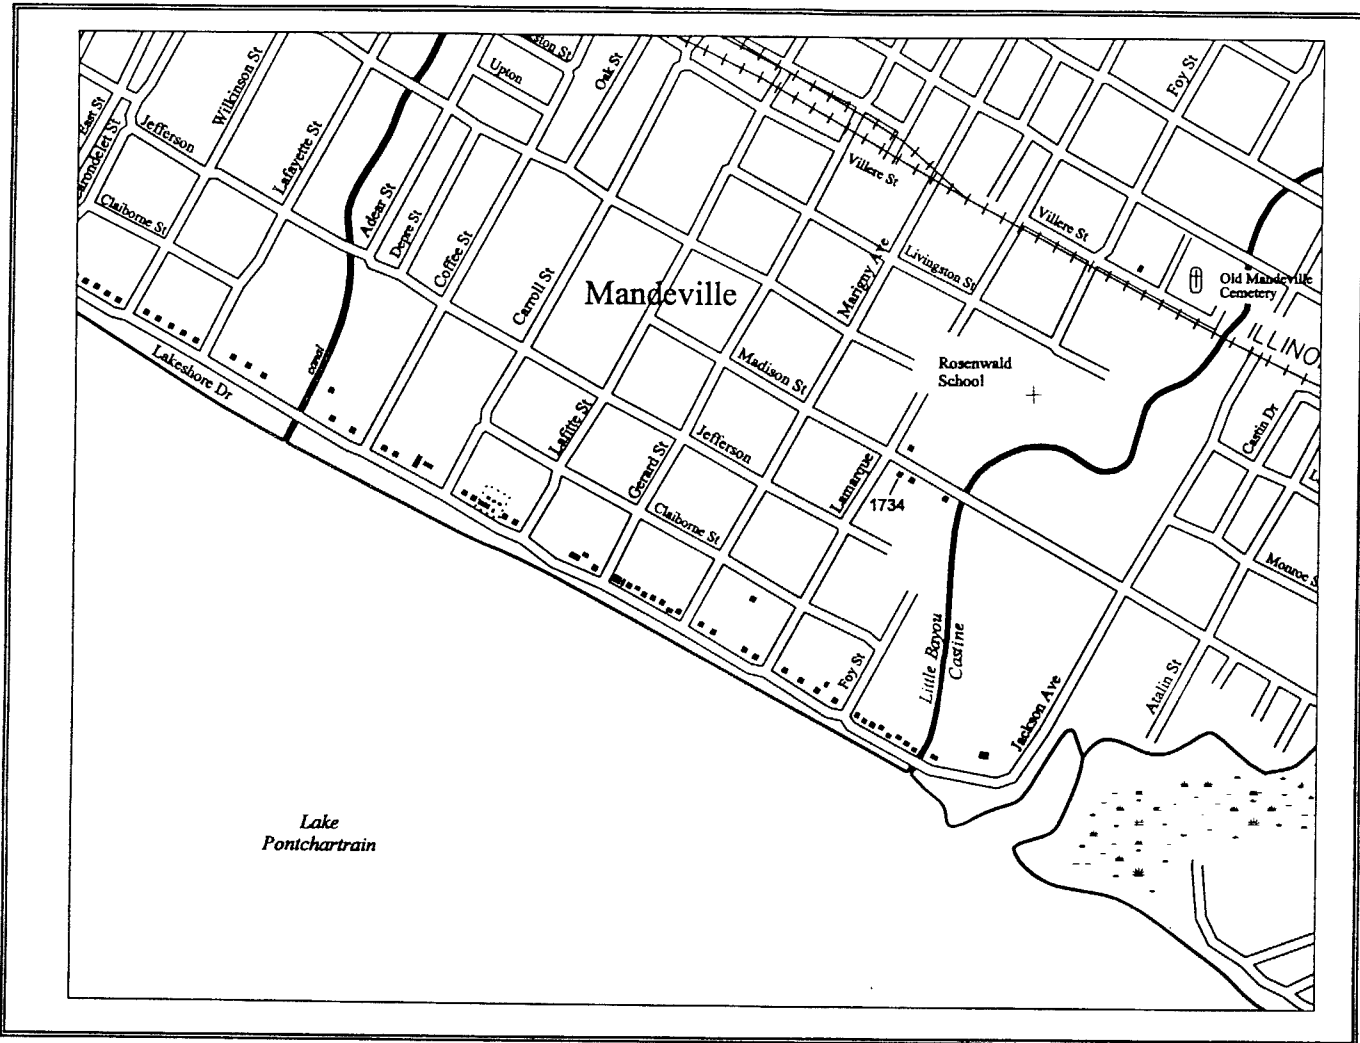 Wilkinson St
East St
Jefferson
Lafayette St
Claiborne St
Upton
Oak St
Foy St
Villere St
Adear St
Depre St
Coffee St
Carroll St
Mandeville
Marigny Ave
Livingston St
Villere St
Old Mandeville
Cemetery
ILLINO
canal
Lakeshore Dr
Lafitte St
Gerard St
Madison St
Jefferson
Claiborne St
Lamarque
1734
Rosenwald
School
Castin Dr
Monroe S
Little Bayou
Castine
Foy St
Jackson Ave
Atalin St
Lake
Pontchartrain